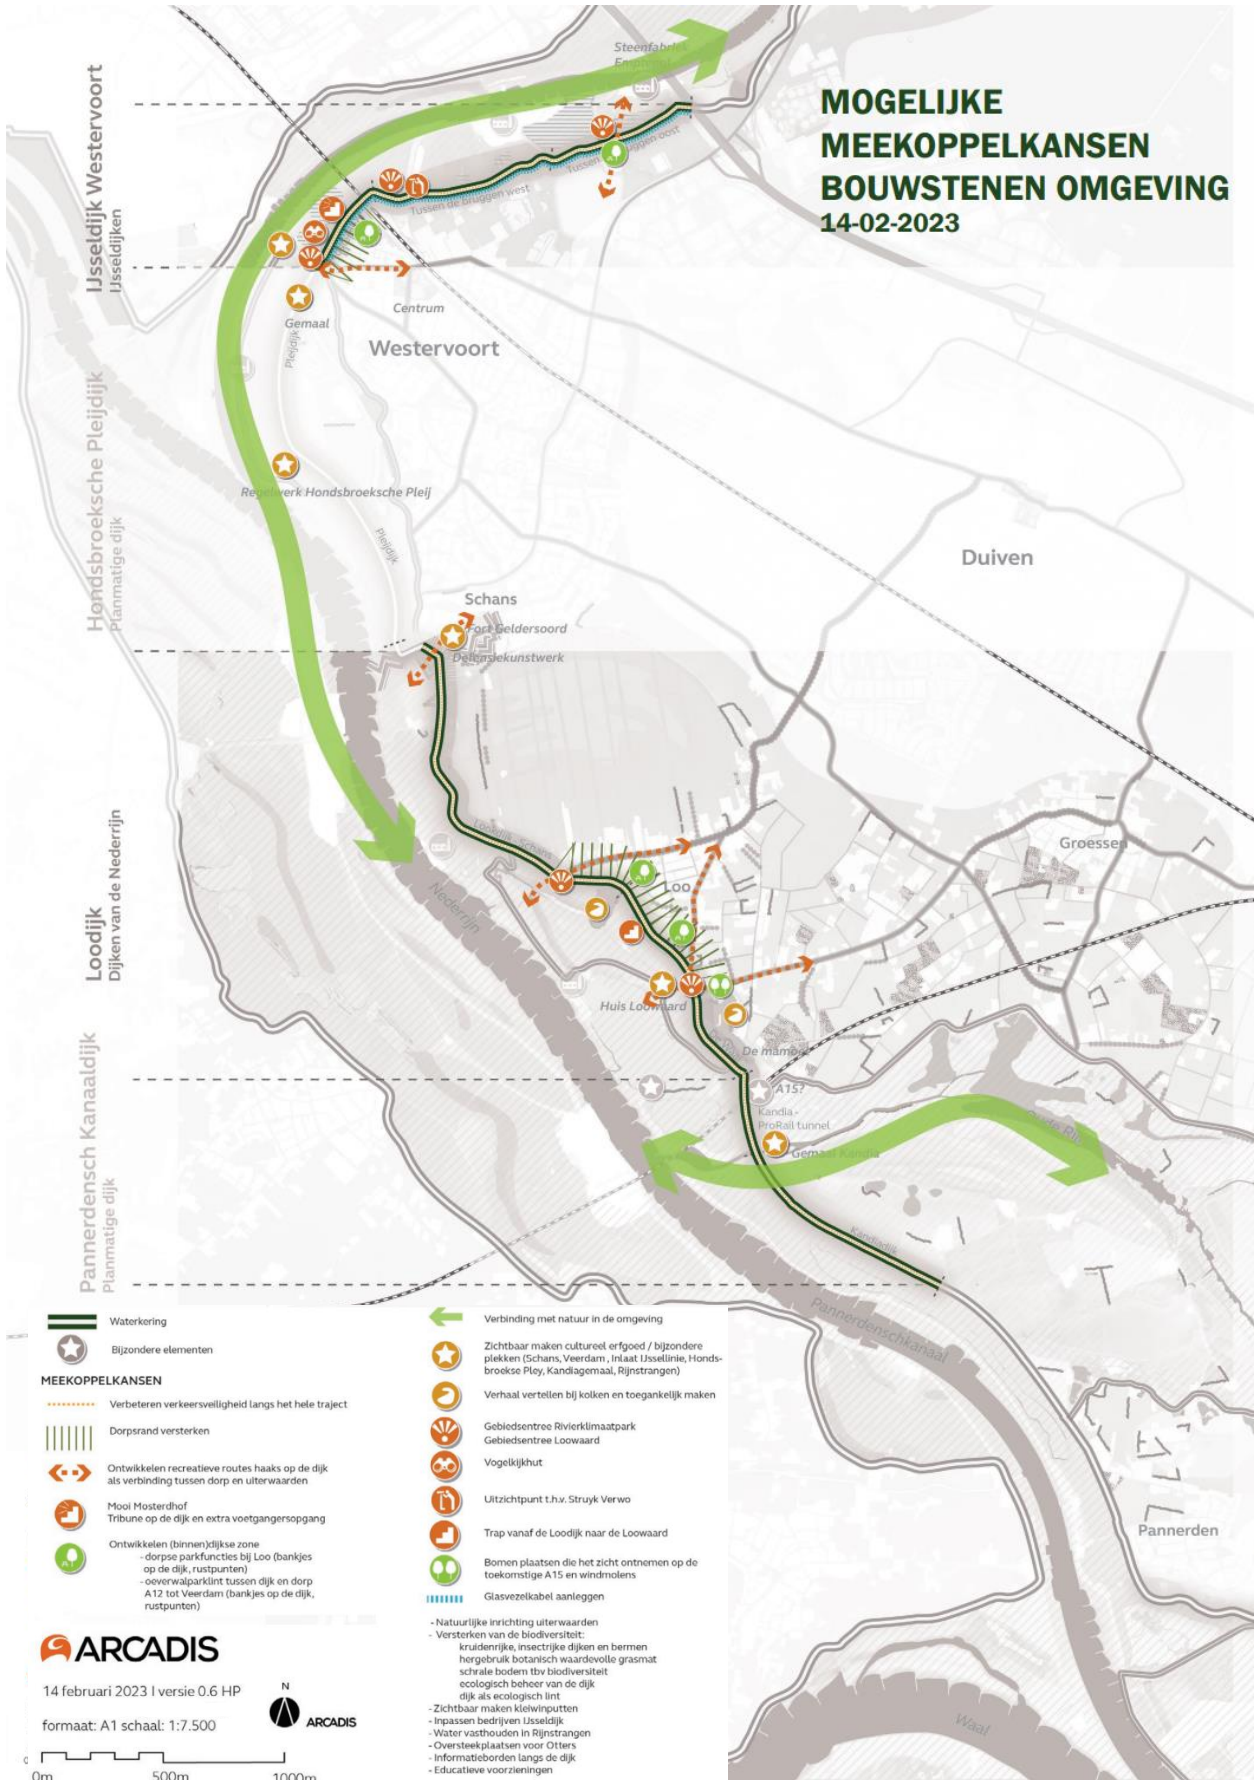 MOGELIJKE
MEEKOPPELKANSEN
BOUWSTENEN OMGEVING
14-02-2023
Steenfabriek
IJsseldijk Westervoort
IJsseldijken
Tussen de bruggen oost
Tussen de bruggen west
Centrum
Gemaal
Westervoort
Pleijdijk
Hondsbroeksche Pleijdijk
Planmatige dijk
Regelwerk Hondsbroeksche Pleij
Pleijdijk
Duiven
Schans
Fort Geldersoord
Defensiekunstwerk
Loodijk
Dijken van de Nederrijn
Loodijk - Schans
Groessen
Loo
Nederrijn
Huis Loowaard
De mamot
A15?
Kandia -
ProRail tunnel
Gemaal Kandia
Oude Rijn
Pannerdensch Kanaaldijk
Planmatige dijk
Kandiadijk
Pannerdenschkanaal
Pannerden
Waal
Waterkering
Bijzondere elementen
MEEKOPPELKANSEN
Verbeteren verkeersveiligheid langs het hele traject
Dorpsrand versterken
Ontwikkelen recreatieve routes haaks op de dijk
als verbinding tussen dorp en uiterwaarden
Mooi Mosterdhof
Tribune op de dijk en extra voetgangersopgang
Ontwikkelen (binnen)dijkse zone
- dorpse parkfuncties bij Loo (bankjes
op de dijk, rustpunten)
- oeverwalparklint tussen dijk en dorp
A12 tot Veerdam (bankjes op de dijk,
rustpunten)
Verbinding met natuur in de omgeving
Zichtbaar maken cultureel erfgoed / bijzondere
plekken (Schans, Veerdam , Inlaat IJssellinie, Honds-
broekse Pley, Kandiagemaal, Rijnstrangen)
Verhaal vertellen bij kolken en toegankelijk maken
Gebiedsentree Rivierklimaatpark
Gebiedsentree Loowaard
Vogelkijkhut
Uitzichtpunt t.h.v. Struyk Verwo
Trap vanaf de Loodijk naar de Loowaard
Bomen plaatsen die het zicht ontnemen op de
toekomstige A15 en windmolens
Glasvezelkabel aanleggen
- Natuurlijke inrichting uiterwaarden
- Versterken van de biodiversiteit:
kruidenrijke, insectrijke dijken en bermen
hergebruik botanisch waardevolle grasmat
schrale bodem tbv biodiversiteit
ecologisch beheer van de dijk
dijk als ecologisch lint
- Zichtbaar maken kleiwinputten
- Inpassen bedrijven IJsseldijk
- Water vasthouden in Rijnstrangen
- Oversteekplaatsen voor Otters
- Informatieborden langs de dijk
- Educatieve voorzieningen
ARCADIS
14 februari 2023 I versie 0.6 HP
formaat: A1 schaal: 1:7.500
N
ARCADIS
0m 500m 1000m